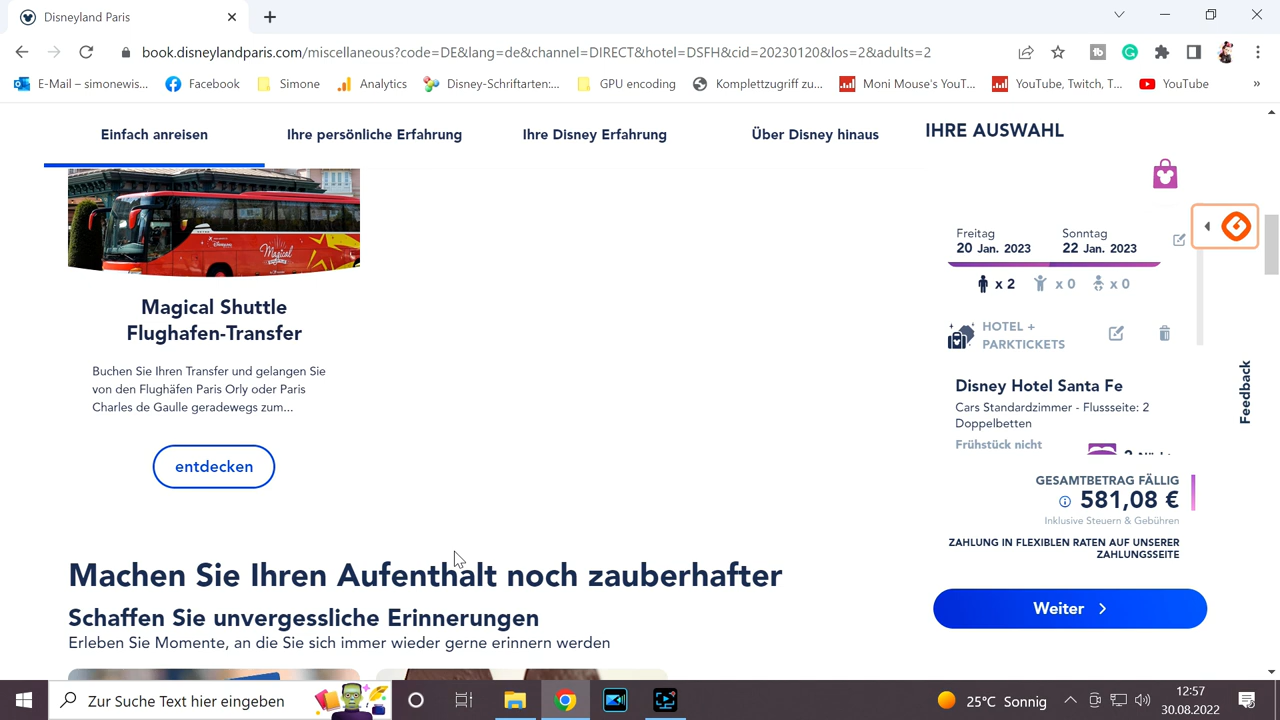 Disneyland Paris
book.disneylandparis.com/miscellaneous?code=DE&lang=de&channel=DIRECT&hotel=DSFH&cid=20230120&los=2&adults=2
E-Mail – simonewis...
Facebook
Simone
Analytics
Disney-Schriftarten:...
GPU encoding
Komplettzugriff zu...
Moni Mouse's YouT...
YouTube, Twitch, T...
YouTube
»
Einfach anreisen
Ihre persönliche Erfahrung
Ihre Disney Erfahrung
Über Disney hinaus
Magical
Magical Shuttle
Flughafen-Transfer
Buchen Sie Ihren Transfer und gelangen Sie
von den Flughäfen Paris Orly oder Paris
Charles de Gaulle geradewegs zum...
entdecken
Machen Sie Ihren Aufenthalt noch zauberhafter
Schaffen Sie unvergessliche Erinnerungen
Erleben Sie Momente, an die Sie sich immer wieder gerne erinnern werden
IHRE AUSWAHL
Freitag
20 Jan. 2023
Sonntag
22 Jan. 2023
x 2
x 0
x 0
HOTEL +
PARKTICKETS
Disney Hotel Santa Fe
Cars Standardzimmer - Flussseite: 2
Doppelbetten
Frühstück nicht
GESAMTBETRAG FÄLLIG
581,08 €
Inklusive Steuern & Gebühren
ZAHLUNG IN FLEXIBLEN RATEN AUF UNSERER
ZAHLUNGSSEITE
Weiter
Feedback
Zur Suche Text hier eingeben
25°C Sonnig
12:57
30.08.2022